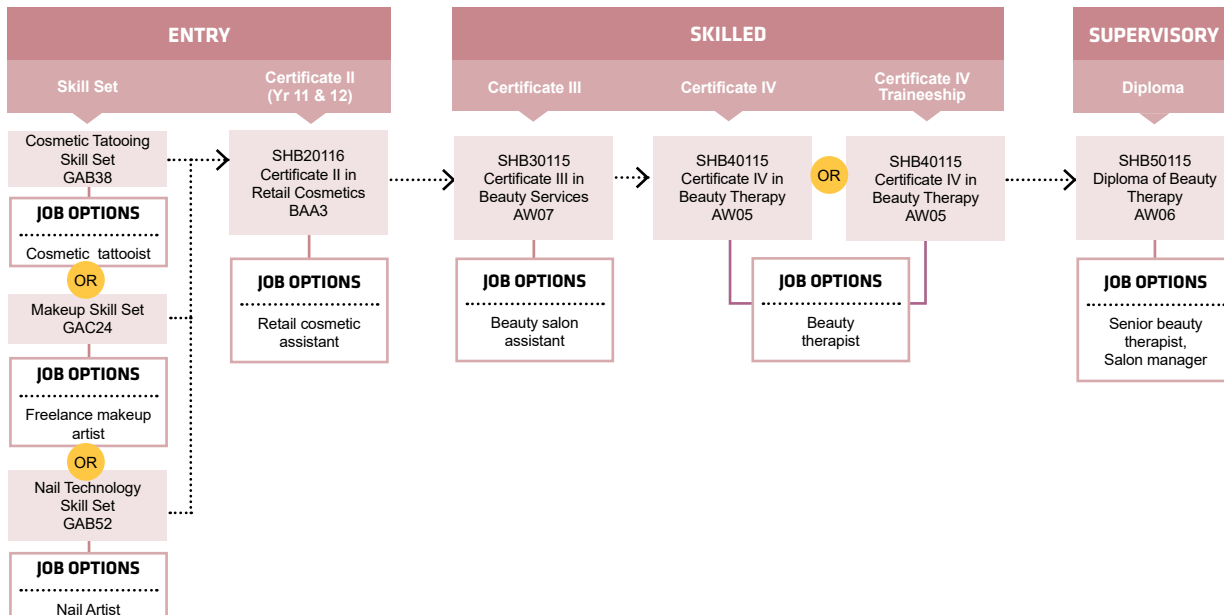 ENTRY
SKILLED
SUPERVISORY
Skill Set
Certificate II
(Yr 11 & 12)
Certificate III
Certificate IV
Certificate IV
Traineeship
Diploma
Cosmetic Tatooing
Skill Set
GAB38
JOB OPTIONS
Cosmetic tattooist
OR
Makeup Skill Set
GAC24
JOB OPTIONS
Freelance makeup
artist
OR
Nail Technology
Skill Set
GAB52
JOB OPTIONS
Nail Artist
SHB20116
Certificate II in
Retail Cosmetics
BAA3
JOB OPTIONS
Retail cosmetic
assistant
SHB30115
Certificate III in
Beauty Services
AW07
JOB OPTIONS
Beauty salon
assistant
SHB40115
Certificate IV in
Beauty Therapy
AW05
OR
SHB40115
Certificate IV in
Beauty Therapy
AW05
JOB OPTIONS
Beauty
therapist
SHB50115
Diploma of Beauty
Therapy
AW06
JOB OPTIONS
Senior beauty
therapist,
Salon manager